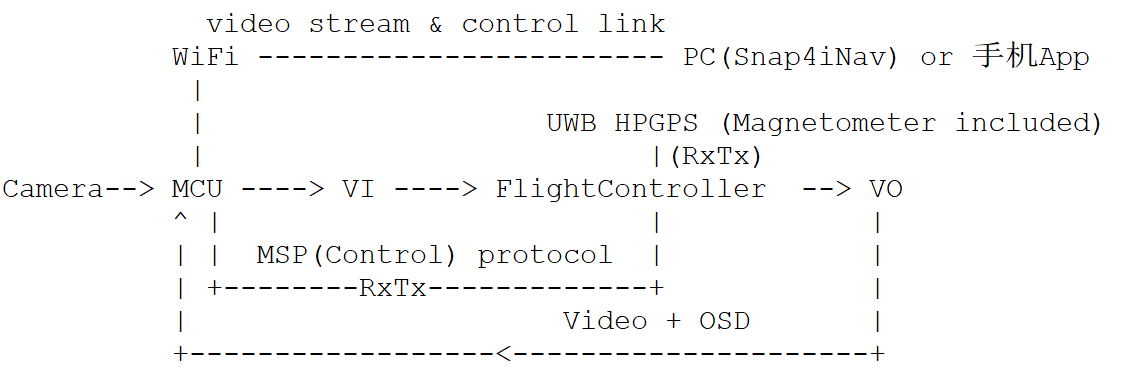 video stream & control link
WiFi ------------------------ PC(Snap4iNav) or 手机App
|
| UWB HPGPS (Magnetometer included)
| |(RxTx)
Camera--> MCU ----> VI ----> FlightController --> VO
^ | | |
| | MSP(Control) protocol | |
| +--------RxTx-------------+ |
| Video + OSD |
+------------------<---------------------+